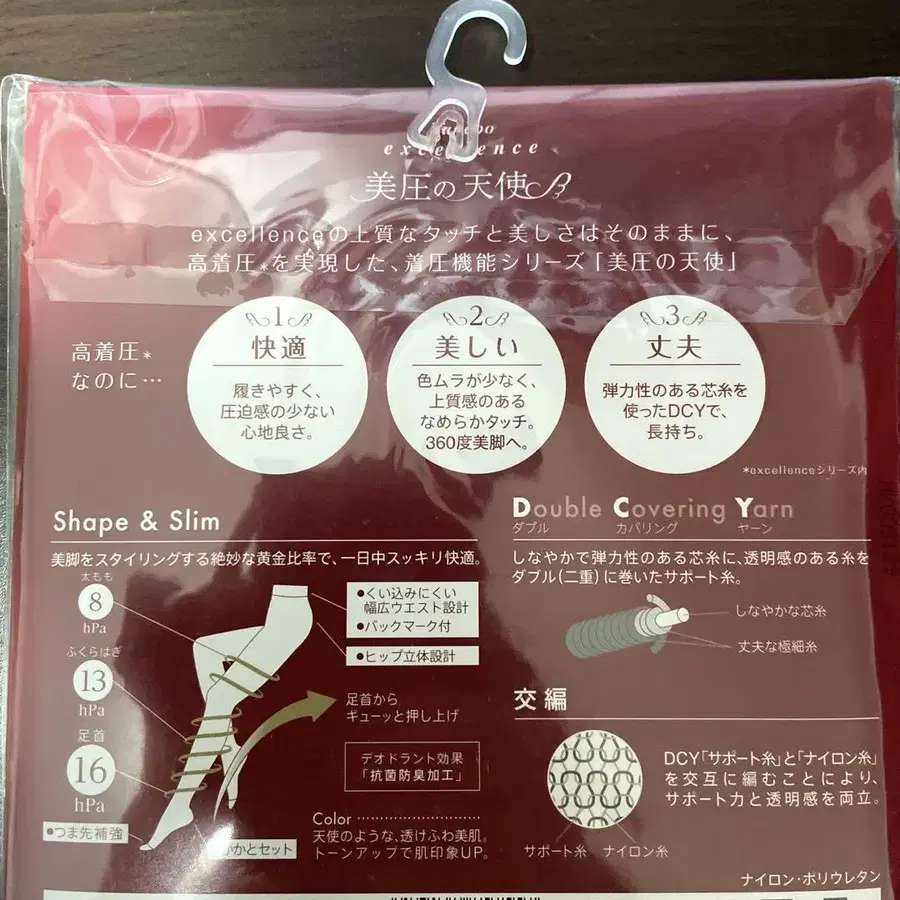 Kanebo
excellence
美圧の天使
excellenceの上質なタッチと美しさはそのままに、
高着圧*を実現した、着圧機能シリーズ「美圧の天使」
高着圧*
なのに…
1
快適
履きやすく、
圧迫感の少ない
心地良さ。
2
美しい
色ムラが少なく、
上質感のある
なめらかタッチ。
360度美脚へ。
3
丈夫
弾力性のある芯糸を
使ったDCYで、
長持ち。
*excellenceシリーズ内
Shape & Slim
美脚をスタイリングする絶妙な黄金比率で、一日中スッキリ快適。
太もも
8
hPa
ふくらはぎ
13
hPa
足首
16
hPa
●つま先補強
かかとセット
●くい込みにくい
幅広ウエスト設計
●バックマーク付
●ヒップ立体設計
足首から
ギューッと押し上げ
デオドラント効果
「抗菌防臭加工」
Color
天使のような、透けふわ美肌。
トーンアップで肌印象UP。
Double Covering Yarn
ダブル カバリング ヤーン
しなやかで弾力性のある芯糸に、透明感のある糸を
ダブル(二重)に巻いたサポート糸。
しなやかな芯糸
丈夫な極細糸
交編
DCY「サポート糸」と「ナイロン糸」
を交互に編むことにより、
サポート力と透明感を両立。
サポート糸 ナイロン糸
ナイロン・ポリウレタン